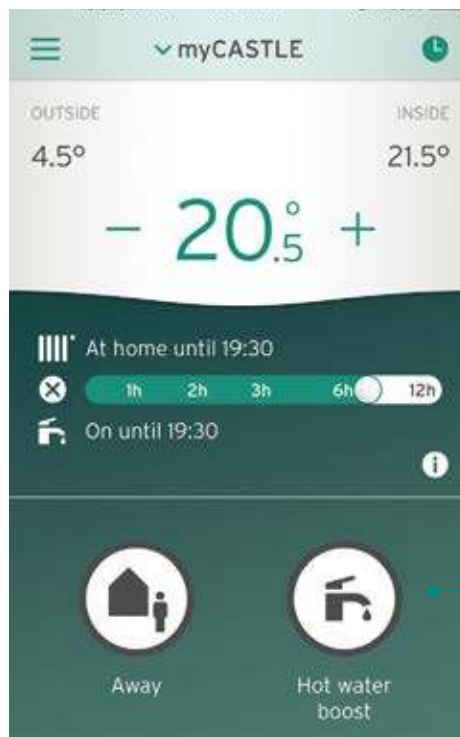 myCASTLE
OUTSIDE INSIDE
4.5° 21.5°
− 20.5° +
At home until 19:30
1h 2h 3h 6h 12h
On until 19:30
i
Away Hot water
boost